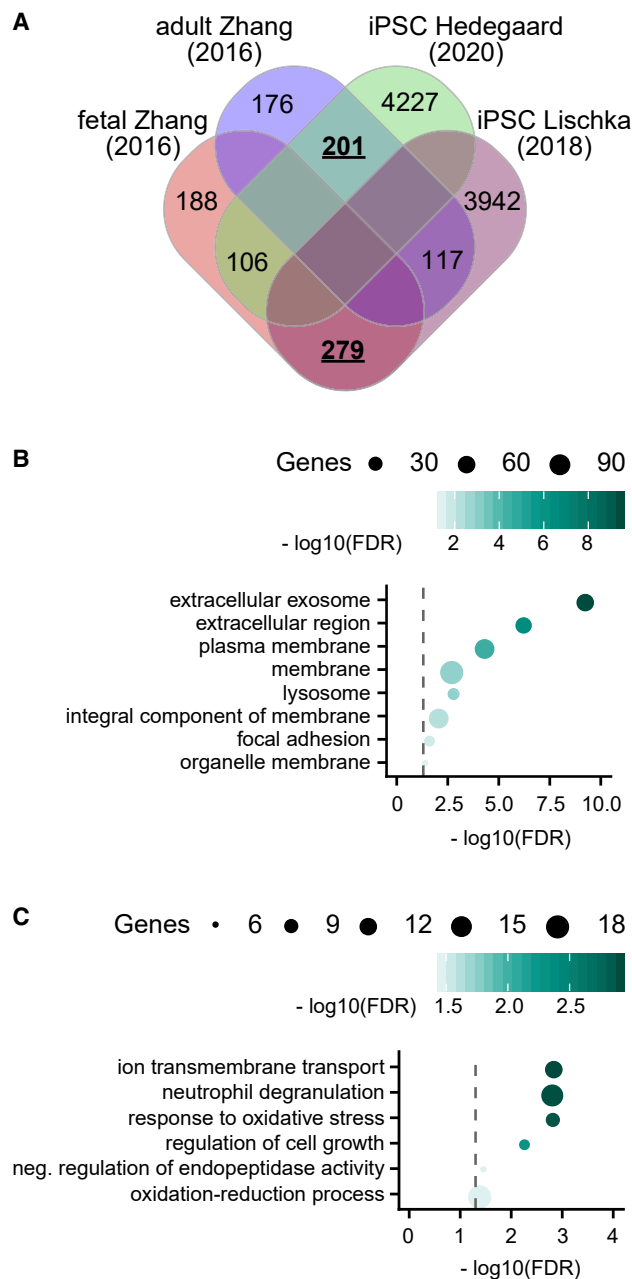 A
adult Zhang
(2016)
iPSC Hedegaard
(2020)
fetal Zhang
(2016)
iPSC Lischka
(2018)
176
4227
201
188
3942
106
117
279
B
Genes 30 60 90
- log10(FDR) 2 4 6 8
extracellular exosome
extracellular region
plasma membrane
membrane
lysosome
integral component of membrane
focal adhesion
organelle membrane
0 2.5 5.0 7.5 10.0
- log10(FDR)
C
Genes 6 9 12 15 18
- log10(FDR) 1.5 2.0 2.5
ion transmembrane transport
neutrophil degranulation
response to oxidative stress
regulation of cell growth
neg. regulation of endopeptidase activity
oxidation-reduction process
0 1 2 3 4
- log10(FDR)